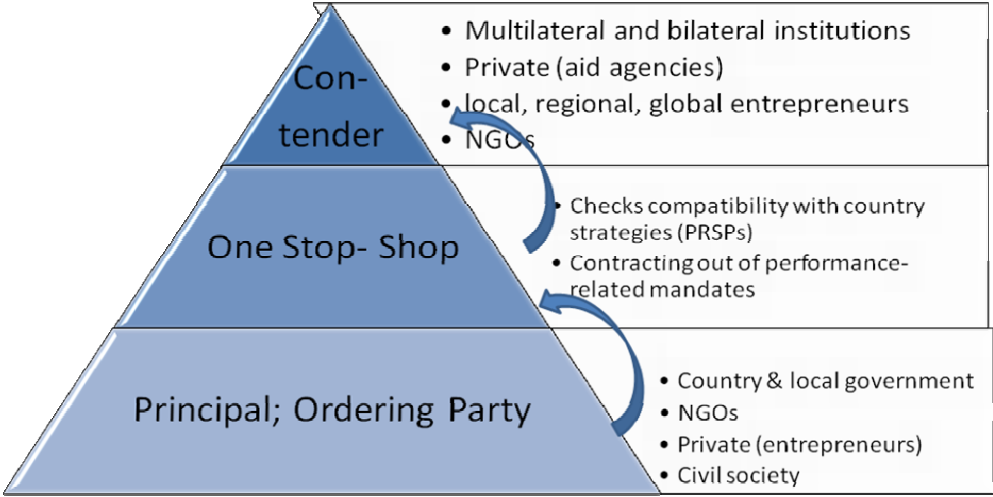 Con-
tender
• Multilateral and bilateral institutions
• Private (aid agencies)
• local, regional, global entrepreneurs
• NGOs
One Stop- Shop
• Checks compatibility with country
strategies (PRSPs)
• Contracting out of performance-
related mandates
Principal; Ordering Party
• Country & local government
• NGOs
• Private (entrepreneurs)
• Civil society